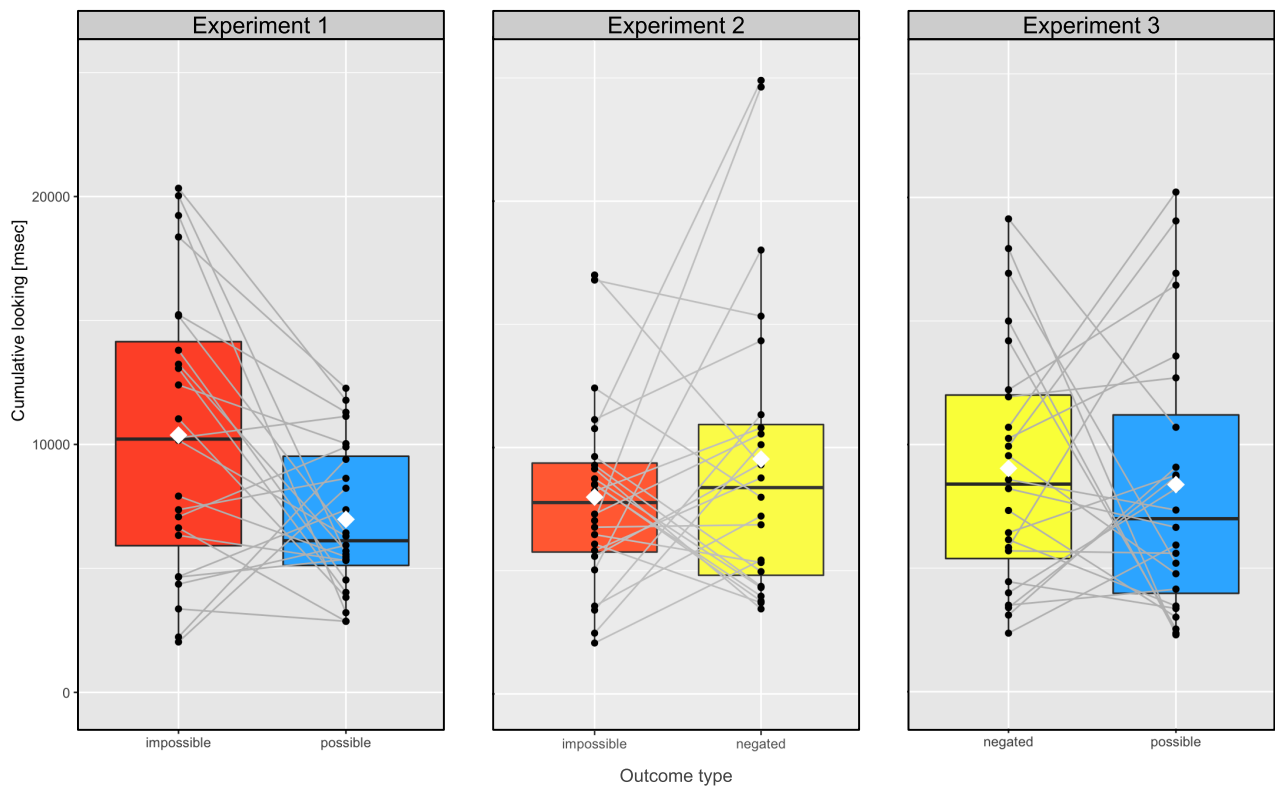 Experiment 1
Experiment 2
Experiment 3
Cumulative looking [msec]
20000
10000
0
impossible
possible
impossible
negated
negated
possible
Outcome type